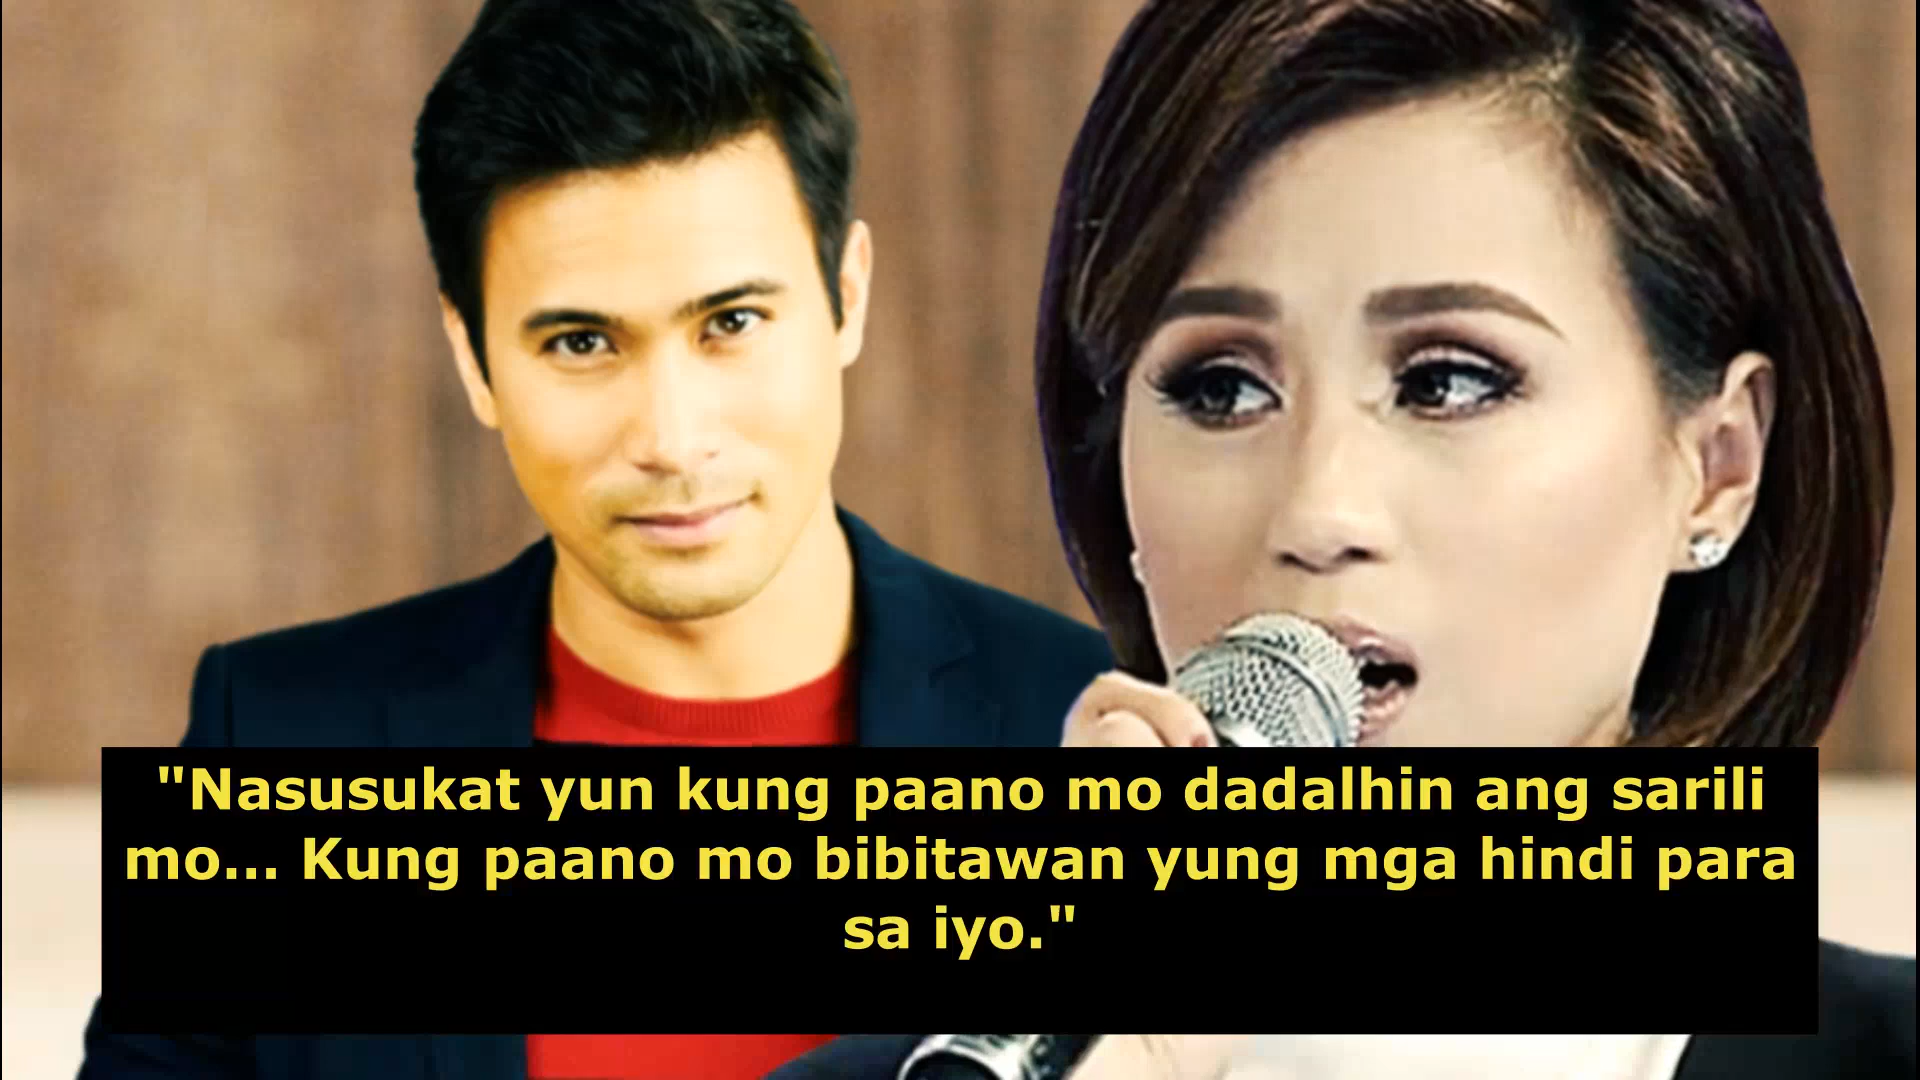 "Nasusukat yun kung paano mo dadalhin ang sarili
mo... Kung paano mo bibitawan yung mga hindi para
sa iyo."